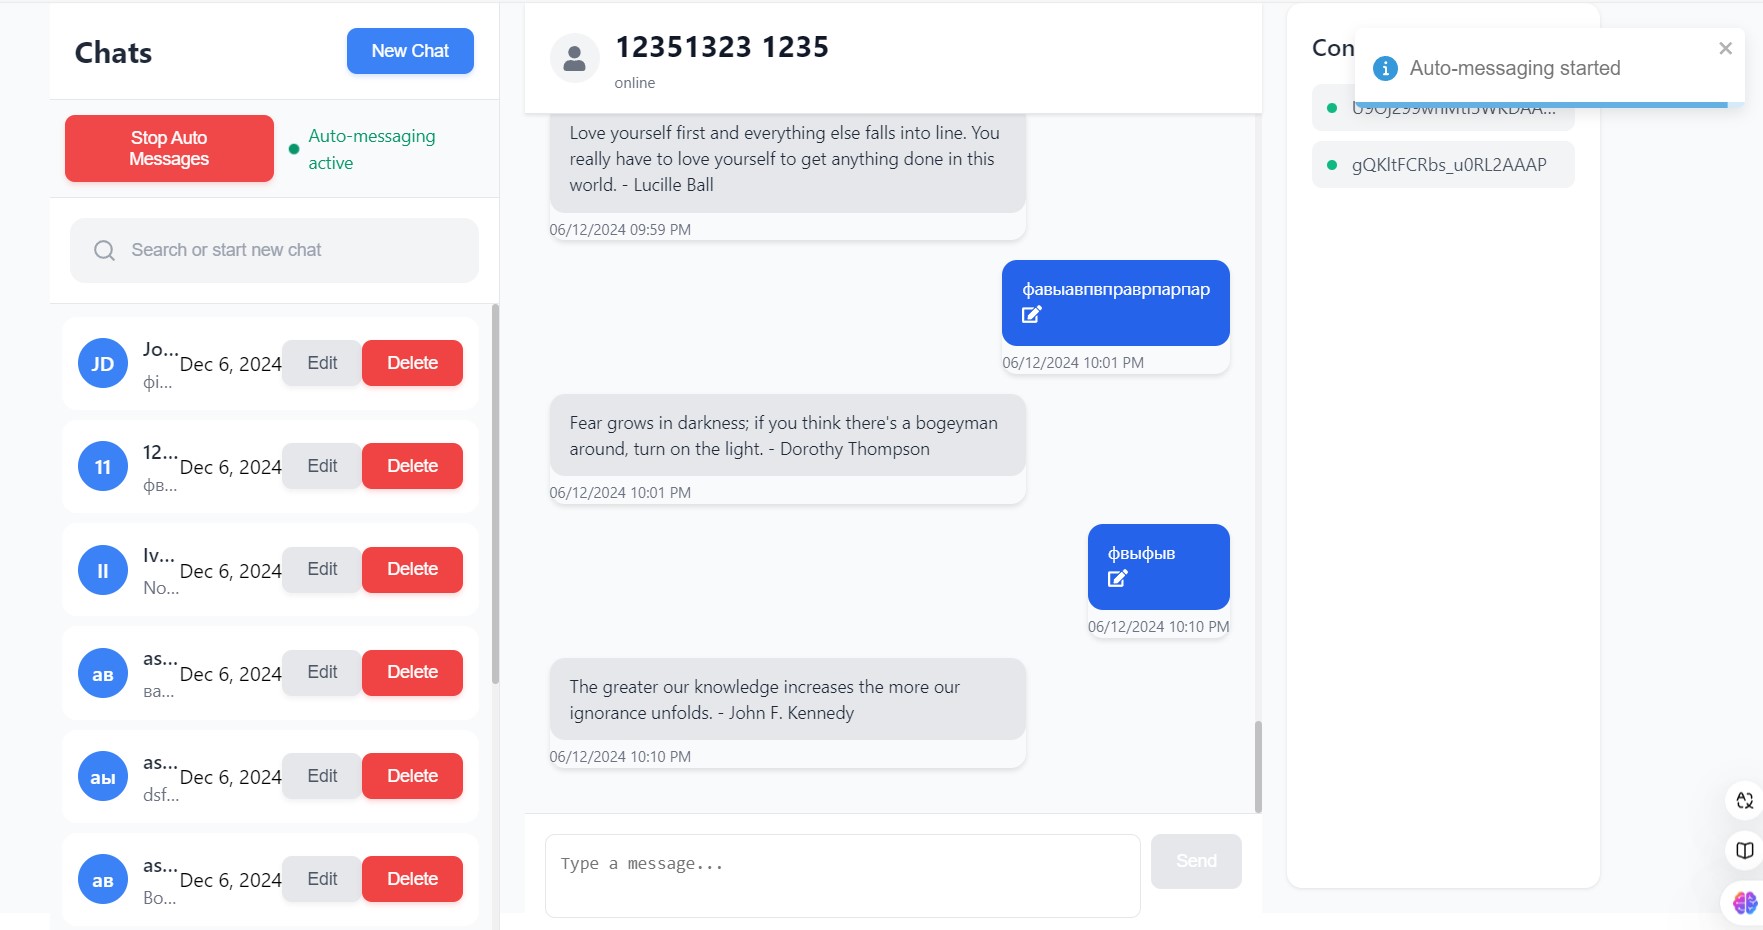 Chats
New Chat
Stop Auto
Messages
Auto-messaging
active
Search or start new chat
JD
Jo...
фі...
Dec 6, 2024
Edit
Delete
11
12...
фв...
Dec 6, 2024
Edit
Delete
II
Iv...
No...
Dec 6, 2024
Edit
Delete
ав
as...
ва...
Dec 6, 2024
Edit
Delete
аы
as...
dsf...
Dec 6, 2024
Edit
Delete
ав
as...
Bo...
Dec 6, 2024
Edit
Delete
12351323 1235
online
Love yourself first and everything else falls into line. You
really have to love yourself to get anything done in this
world. - Lucille Ball
06/12/2024 09:59 PM
фавыавпвправрпарпар
06/12/2024 10:01 PM
Fear grows in darkness; if you think there's a bogeyman
around, turn on the light. - Dorothy Thompson
06/12/2024 10:01 PM
фвыфыв
06/12/2024 10:10 PM
The greater our knowledge increases the more our
ignorance unfolds. - John F. Kennedy
06/12/2024 10:10 PM
Type a message...
Send
Con
Auto-messaging started
gQKltFCRbs_u0RL2AAAP